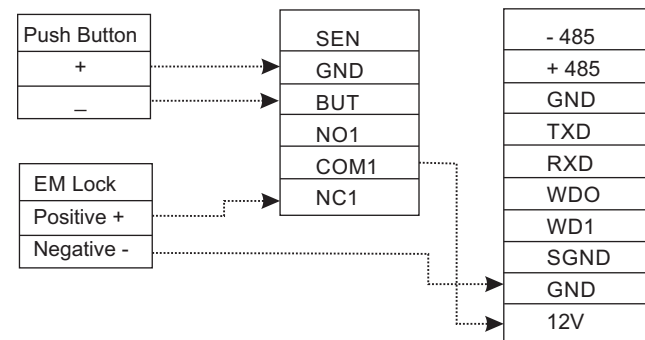 Push Button
+
_
EM Lock
Positive +
Negative -
SEN
GND
BUT
NO1
COM1
NC1
- 485
+ 485
GND
TXD
RXD
WDO
WD1
SGND
GND
12V